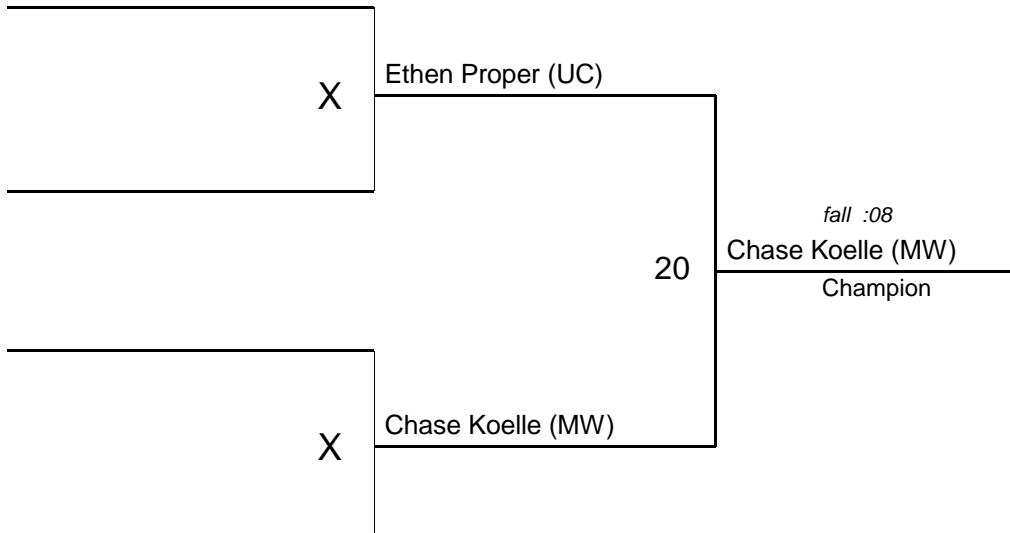 Ethen Proper (UC)
X
fall :08
Chase Koelle (MW)
20
Champion
Chase Koelle (MW)
X